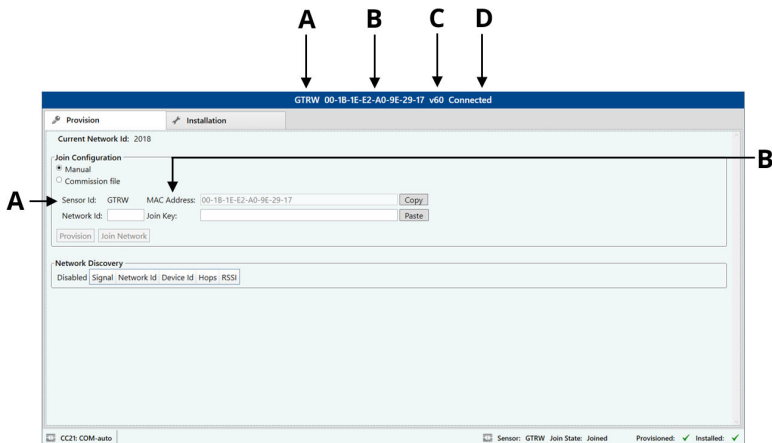 A B C D
GTRW 00-1B-1E-E2-A0-9E-29-17 v60 Connected
Provision Installation
Current Network Id: 2018
Join Configuration
Manual
B
Commission file
A
Sensor Id: GTRW MAC Address: 00-1B-1E-E2-A0-9E-29-17 Copy
Network Id: Join Key: Paste
Provision Join Network
Network Discovery
Disabled Signal Network Id Device Id Hops RSSI
CC21: COM-auto Sensor: GTRW Join State: Joined Provisioned: ✓ Installed: ✓